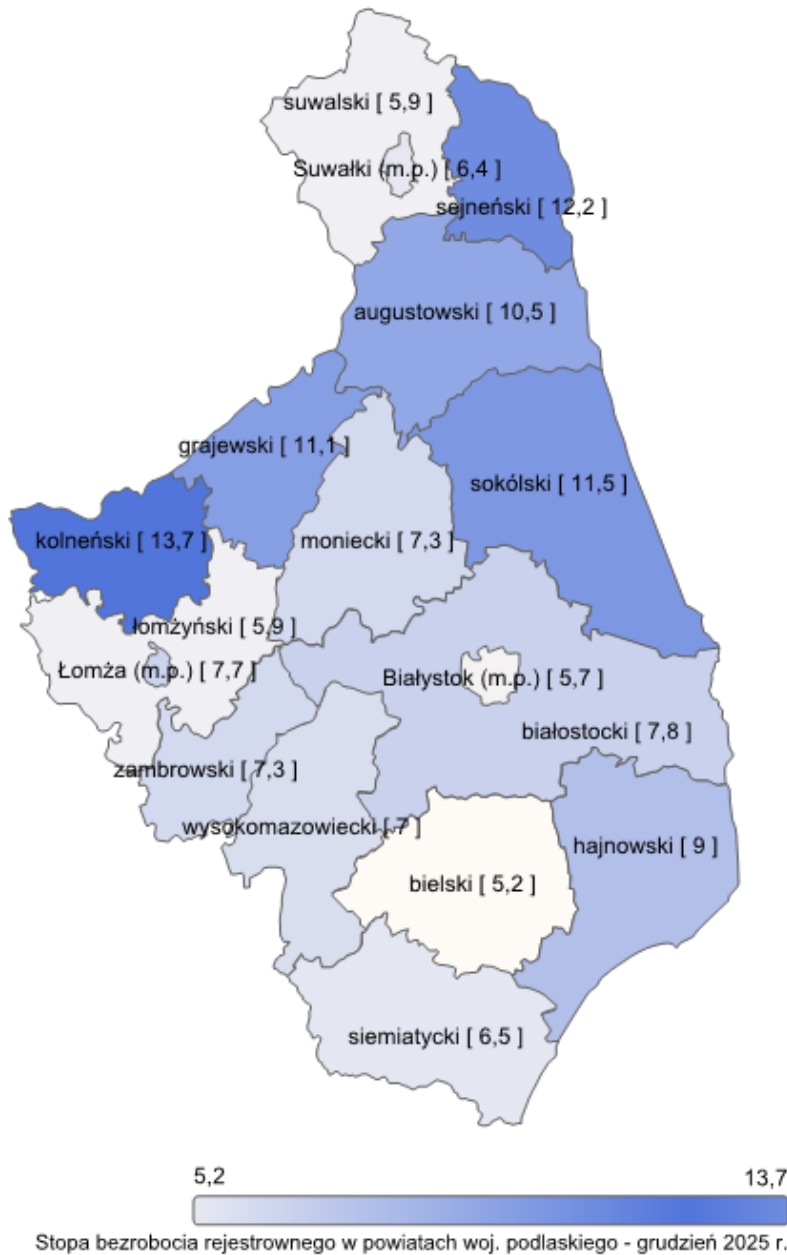 suwalski [ 5,9 ]
Suwałki (m.p.) [ 6,4 ]
sejneński [ 12,2 ]
augustowski [ 10,5 ]
grajewski [ 11,1 ]
sokólski [ 11,5 ]
kolneński [ 13,7 ]
moniecki [ 7,3 ]
łomżyński [ 5,9 ]
Łomża (m.p.) [ 7,7 ]
Białystok (m.p.) [ 5,7 ]
białostocki [ 7,8 ]
zambrowski [ 7,3 ]
wysokomazowiecki [ 7 ]
hajnowski [ 9 ]
bielski [ 5,2 ]
siemiatycki [ 6,5 ]
5,2
13,7
Stopa bezrobocia rejestrownego w powiatach woj. podlaskiego - grudzień 2025 r.